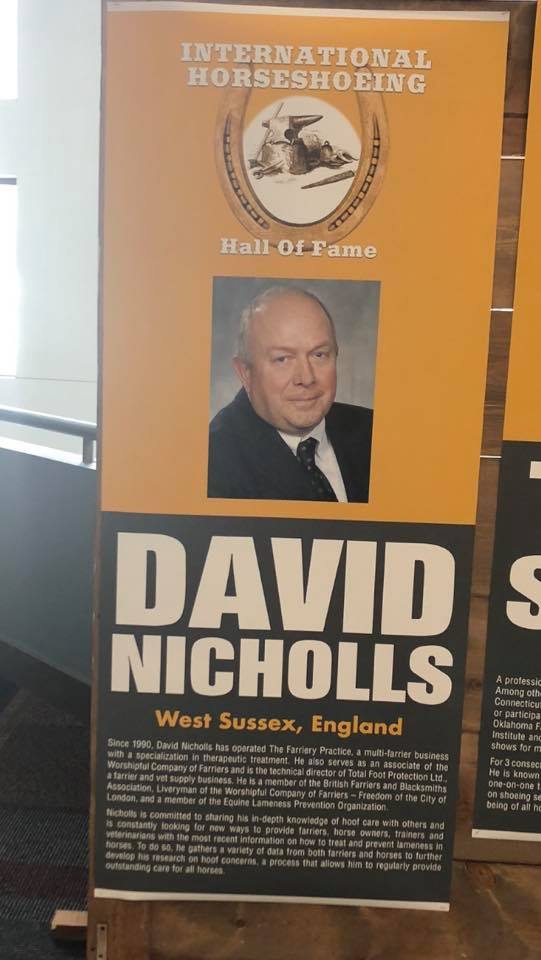 INTERNATIONAL
HORSESHOEING
Hall Of Fame
DAVID
NICHOLLS
West Sussex, England
Since 1990, David Nicholls has operated The Farriery Practice, a multi-farrier business
with a specialization in therapeutic treatment. He also serves as an associate of the
Worshipful Company of Farriers and is the technical director of Total Foot Protection Ltd.,
a farrier and vet supply business. He is a member of the British Farriers and Blacksmiths
Association, Liveryman of the Worshipful Company of Farriers – Freedom of the City of
London, and a member of the Equine Lameness Prevention Organization.
Nicholls is committed to sharing his in-depth knowledge of hoof care with others and
is constantly looking for new ways to provide farriers, horse owners, trainers and
veterinarians with the most recent information on how to treat and prevent lameness in
horses. To do so, he gathers a variety of data from both farriers and horses to further
develop his research on hoof concerns, a process that allows him to regularly provide
outstanding care for all horses.
S
A professio
Among oth
Connecticu
or participa
Oklahoma F
Institute and
shows for m
For 3 consec
He is known
one-on-one t
on shoeing se
being of all ho